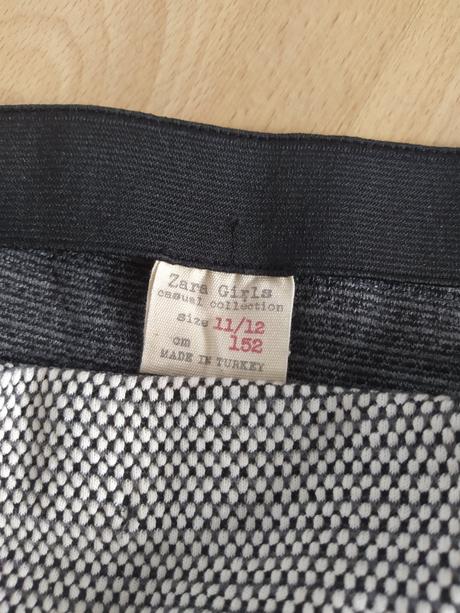 Zara Girls
casual collection
size 11/12
cm 152
MADE IN TURKEY